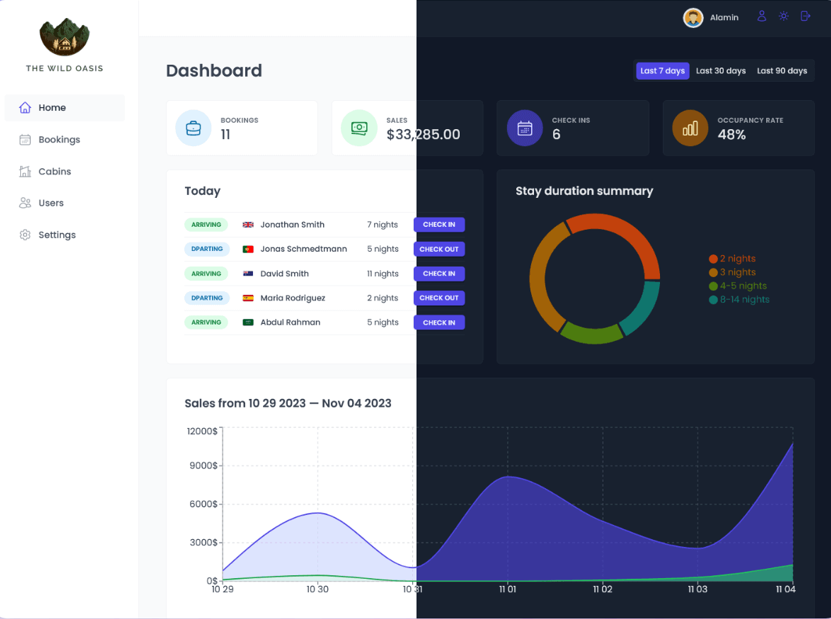 THE WILD OASIS
Home
Bookings
Cabins
Users
Settings
Alamin
Dashboard
Last 7 days Last 30 days Last 90 days
BOOKINGS
11
SALES
$33,285.00
CHECK INS
6
OCCUPANCY RATE
48%
Today
ARRIVING Jonathan Smith 7 nights CHECK IN
DPARTING Jonas Schmedtmann 5 nights CHECK OUT
ARRIVING David Smith 11 nights CHECK IN
DPARTING Maria Rodriguez 2 nights CHECK OUT
ARRIVING Abdul Rahman 5 nights CHECK IN
Stay duration summary
2 nights
3 nights
4-5 nights
8-14 nights
Sales from 10 29 2023 — Nov 04 2023
12000$
9000$
6000$
3000$
0$
10 29 10 30 10 31 11 01 11 02 11 03 11 04